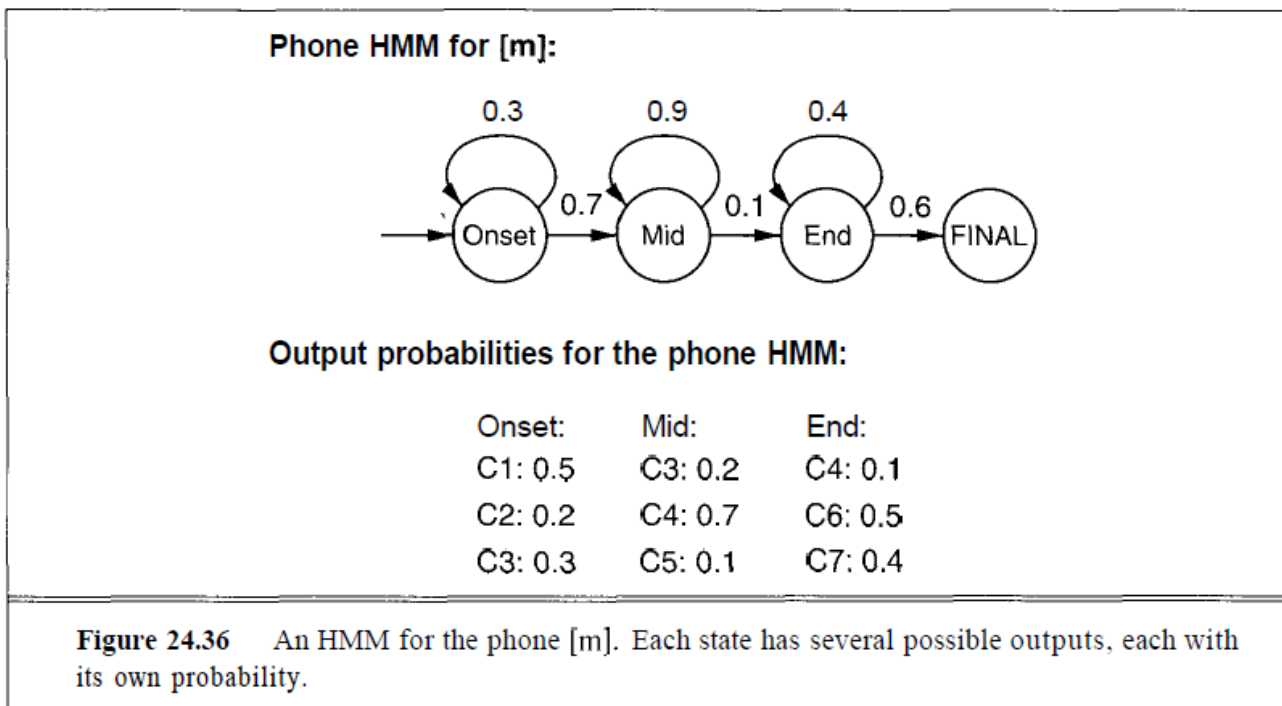 Phone HMM for [m]:
0.3 0.9 0.4
0.7 0.1 0.6
Onset Mid End FINAL
Output probabilities for the phone HMM:
Onset: Mid: End:
C1: 0.5 C3: 0.2 C4: 0.1
C2: 0.2 C4: 0.7 C6: 0.5
C3: 0.3 C5: 0.1 C7: 0.4
Figure 24.36 An HMM for the phone [m]. Each state has several possible outputs, each with
its own probability.